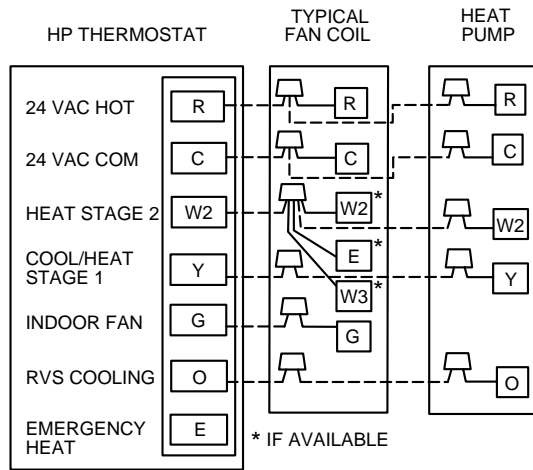 HP THERMOSTAT
TYPICAL
FAN COIL
HEAT
PUMP
24 VAC HOT R R R
24 VAC COM C C C
HEAT STAGE 2 W2 W2* W2
E*
COOL/HEAT
STAGE 1 Y Y
W3*
INDOOR FAN G G
RVS COOLING O O
EMERGENCY
HEAT E
* IF AVAILABLE